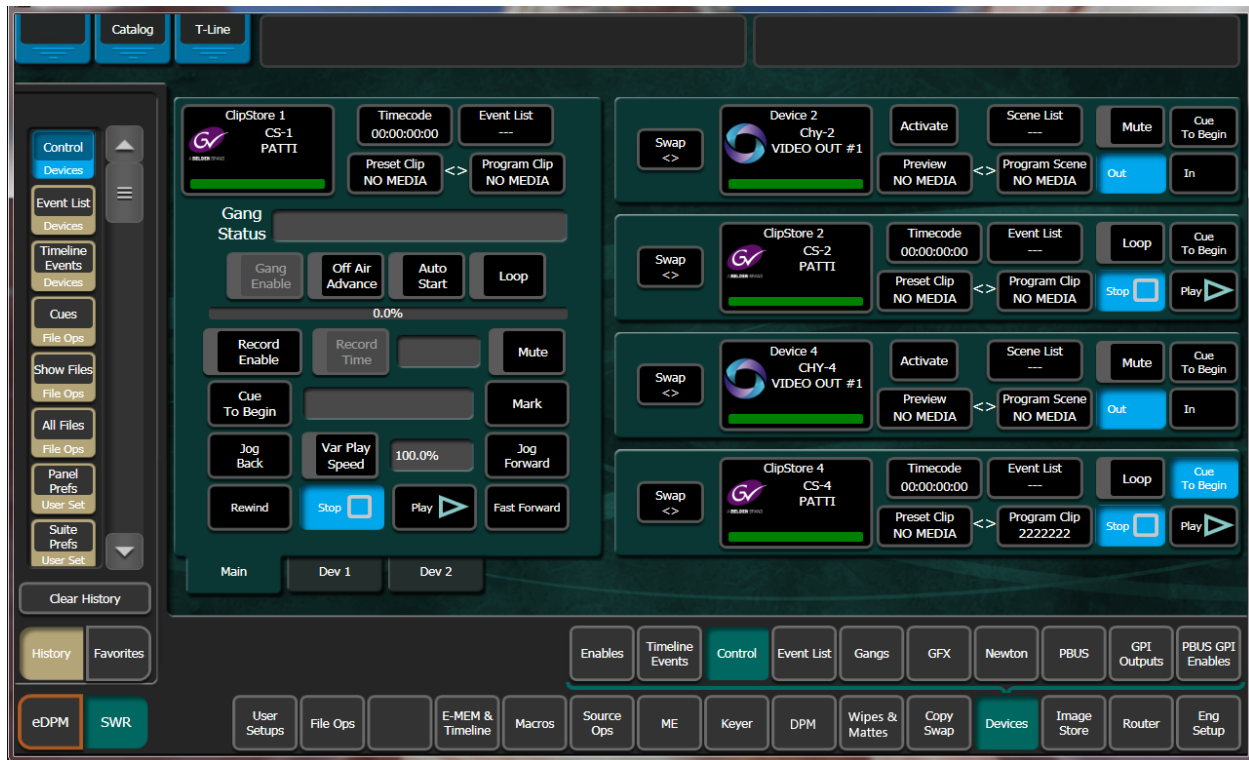 Catalog
T-Line
Control
Devices
Event List
Devices
Timeline
Events
Devices
Cues
File Ops
Show Files
File Ops
All Files
File Ops
Panel
Prefs
User Set
Suite
Prefs
User Set
Clear History
History
Favorites
eDPM
SWR
ClipStore 1
CS-1
PATTI
GV
A BELDEN BRAND
Timecode
00:00:00:00
Event List
---
Preset Clip
NO MEDIA
<>
Program Clip
NO MEDIA
Gang
Status
Gang
Enable
Off Air
Advance
Auto
Start
Loop
0.0%
Record
Enable
Record
Time
Mute
Cue
To Begin
Mark
Jog
Back
Var Play
Speed
100.0%
Jog
Forward
Rewind
Stop
Play
Fast Forward
Main
Dev 1
Dev 2
Swap
<>
Device 2
Chy-2
VIDEO OUT #1
Activate
Scene List
---
Mute
Cue
To Begin
Preview
NO MEDIA
<>
Program Scene
NO MEDIA
Out
In
Swap
<>
ClipStore 2
CS-2
PATTI
GV
A BELDEN BRAND
Timecode
00:00:00:00
Event List
---
Loop
Cue
To Begin
Preset Clip
NO MEDIA
<>
Program Clip
NO MEDIA
Stop
Play
Swap
<>
Device 4
CHY-4
VIDEO OUT #1
Activate
Scene List
---
Mute
Cue
To Begin
Preview
NO MEDIA
<>
Program Scene
NO MEDIA
Out
In
Swap
<>
ClipStore 4
CS-4
PATTI
GV
A BELDEN BRAND
Timecode
00:00:00:00
Event List
---
Loop
Cue
To Begin
Preset Clip
NO MEDIA
<>
Program Clip
2222222
Stop
Play
Enables
Timeline
Events
Control
Event List
Gangs
GFX
Newton
PBUS
GPI
Outputs
PBUS GPI
Enables
User
Setups
File Ops
E-MEM &
Timeline
Macros
Source
Ops
ME
Keyer
DPM
Wipes &
Mattes
Copy
Swap
Devices
Image
Store
Router
Eng
Setup